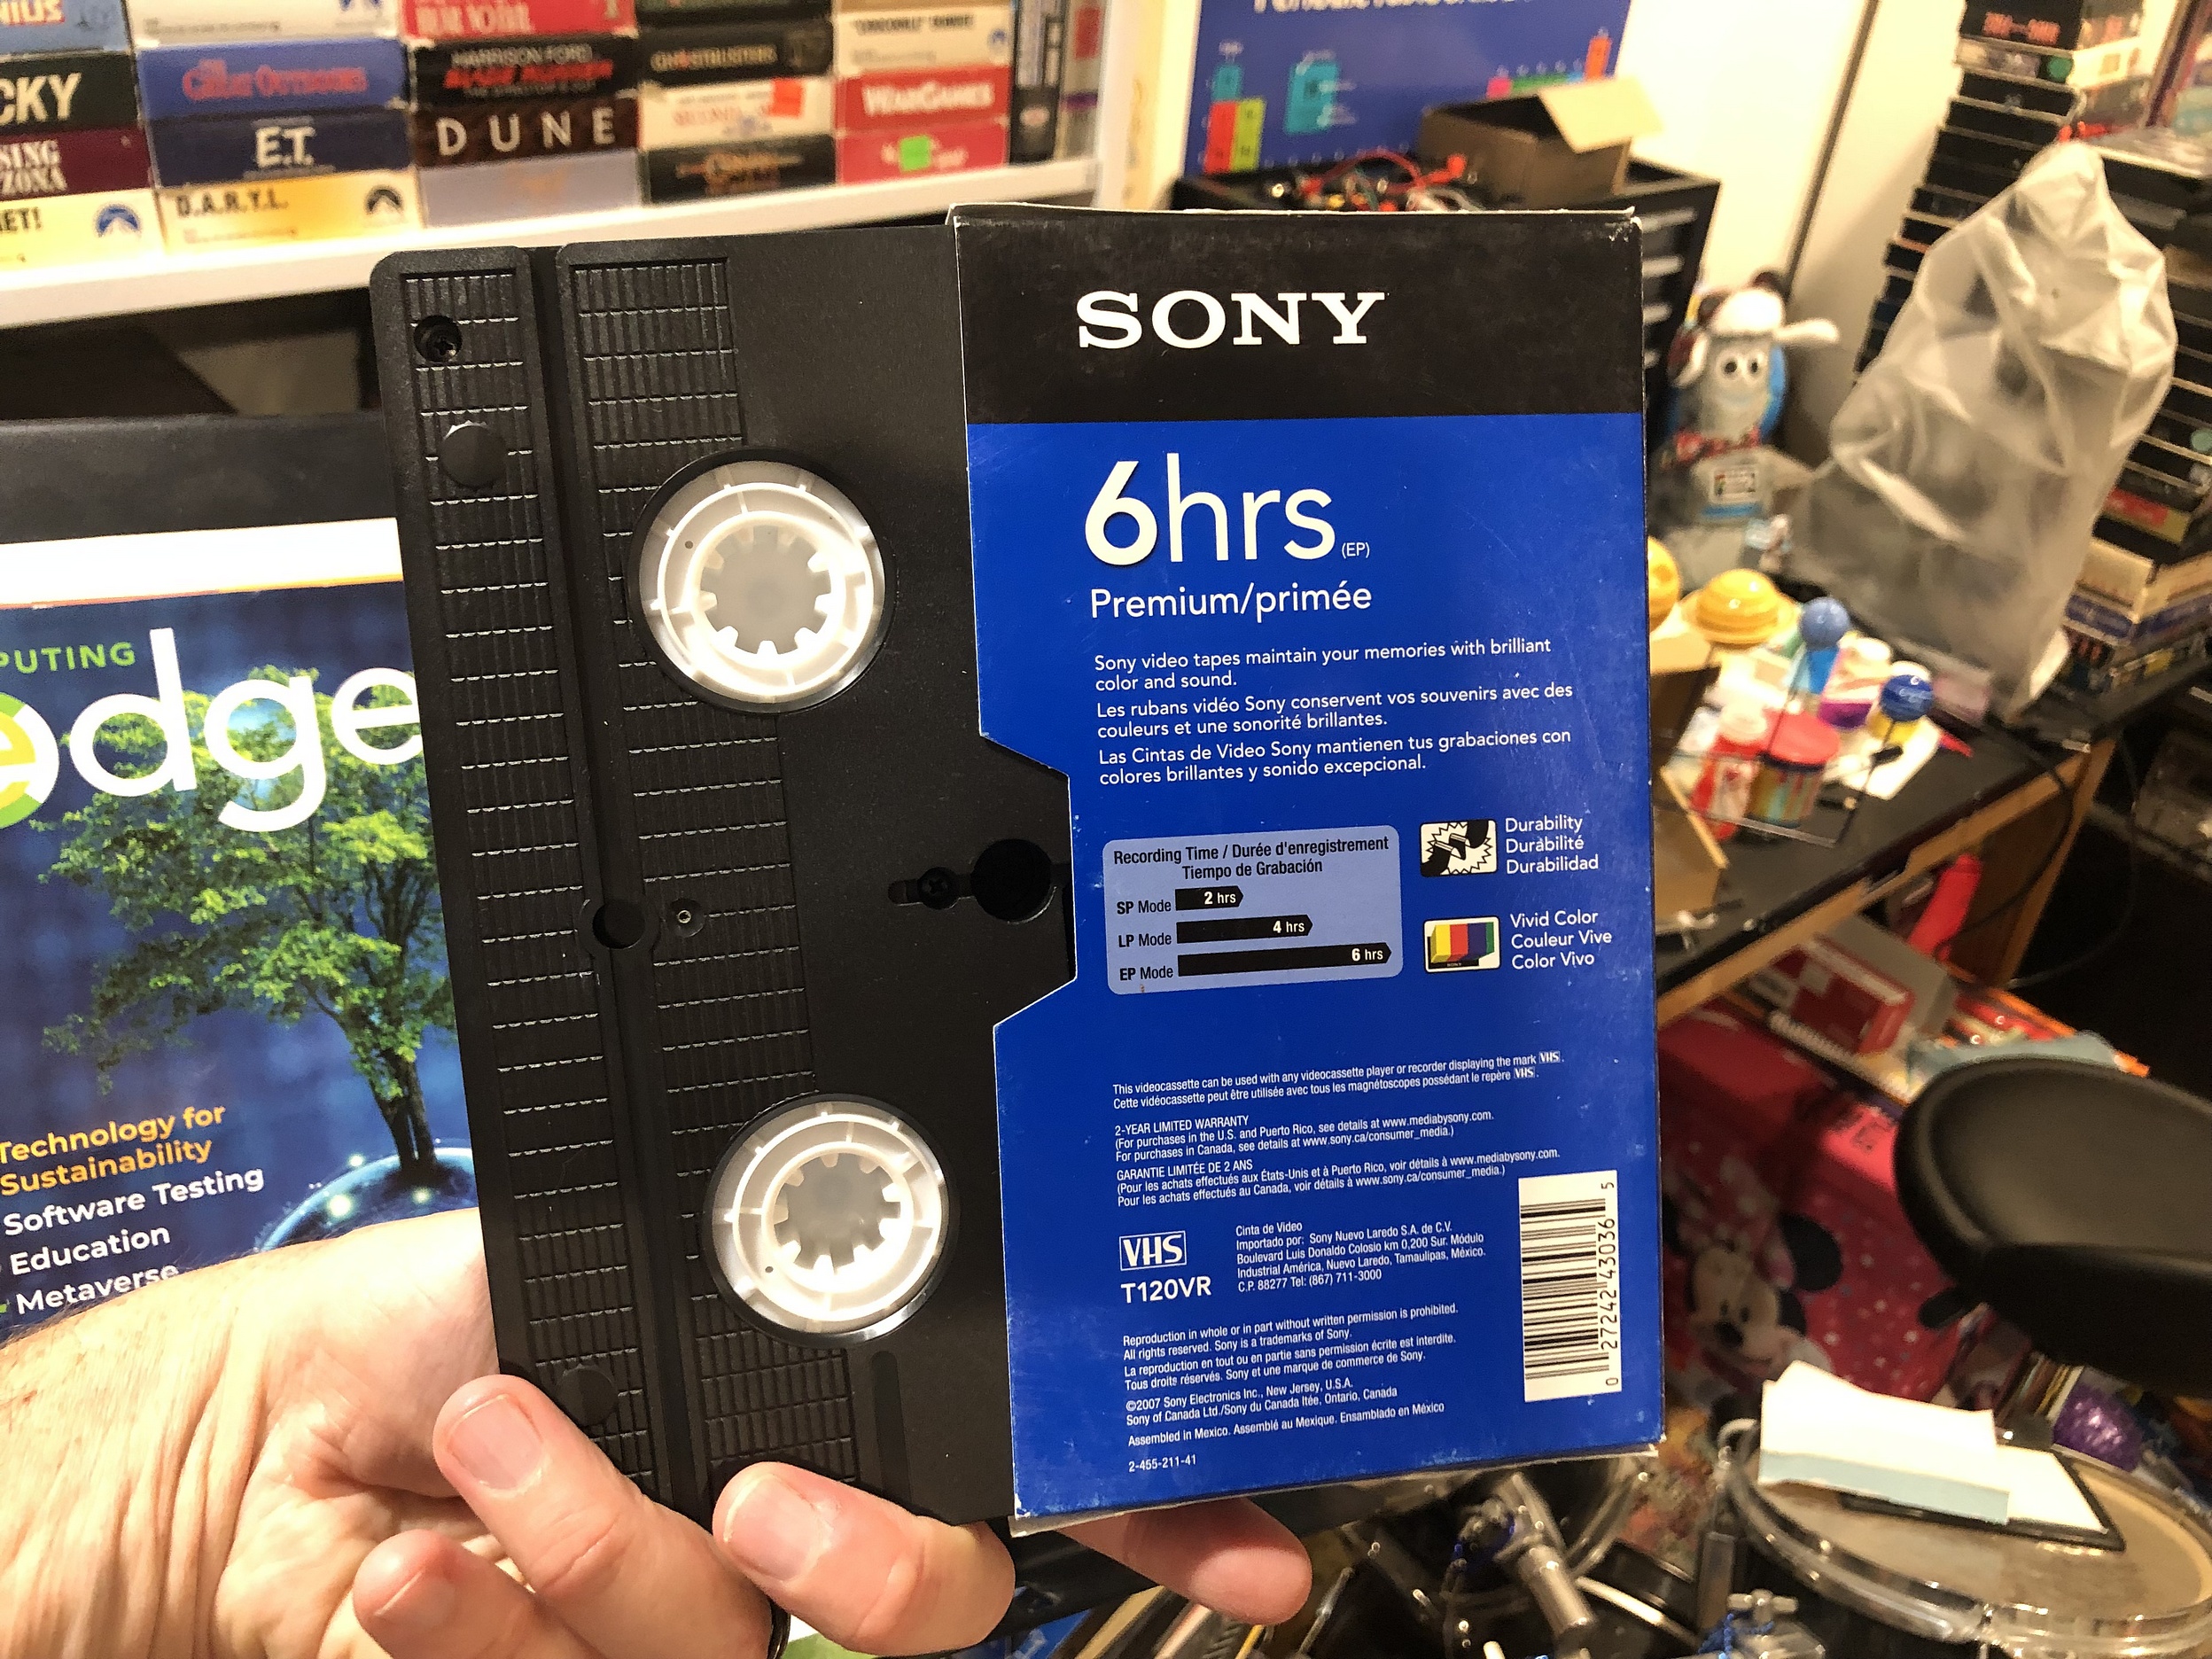 CKY
SING
ZONA
ET!
The Great Outdoors
E.T.
D.A.R.Y.L.
HARRISON FORD
BLADE RUNNER
DUNE
GHOSTBUSTERS
WARGAMES
PUTING
edge
Technology for
Sustainability
Software Testing
Education
Metaverse
SONY
6hrs (EP)
Premium/primée
Sony video tapes maintain your memories with brilliant
color and sound.
Les rubans vidéo Sony conservent vos souvenirs avec des
couleurs et une sonorité brillantes.
Las Cintas de Video Sony mantienen tus grabaciones con
colores brillantes y sonido excepcional.
Recording Time / Durée d'enregistrement
Tiempo de Grabación
SP Mode 2 hrs
LP Mode 4 hrs
EP Mode 6 hrs
Durability
Durabilité
Durabilidad
Vivid Color
Couleur Vive
Color Vivo
This videocassette can be used with any videocassette player or recorder displaying the mark VHS.
Cette vidéocassette peut être utilisée avec tous les magnétoscopes possédant le repère VHS.
2-YEAR LIMITED WARRANTY
(For purchases in the U.S. and Puerto Rico, see details at www.mediabysony.com.
For purchases in Canada, see details at www.sony.ca/consumer_media.)
GARANTIE LIMITÉE DE 2 ANS
(Pour les achats effectués aux États-Unis et à Puerto Rico, voir détails à www.mediabysony.com.
Pour les achats effectués au Canada, voir détails à www.sony.ca/consumer_media.)
VHS
T120VR
Cinta de Video
Importado por: Sony Nuevo Laredo S.A. de C.V.
Boulevard Luis Donaldo Colosio km 0,200 Sur. Módulo
Industrial América, Nuevo Laredo, Tamaulipas, México.
C.P. 88277 Tel: (867) 711-3000
Reproduction in whole or in part without written permission is prohibited.
All rights reserved. Sony is a trademarks of Sony.
La reproduction en tout ou en partie sans permission écrite est interdite.
Tous droits réservés. Sony et une marque de commerce de Sony.
©2007 Sony Electronics Inc., New Jersey, U.S.A.
Sony of Canada Ltd./Sony du Canada ltée, Ontario, Canada
Assembled in Mexico. Assemblé au Mexique. Ensamblado en México
2-455-211-41
0 27242 43036 5